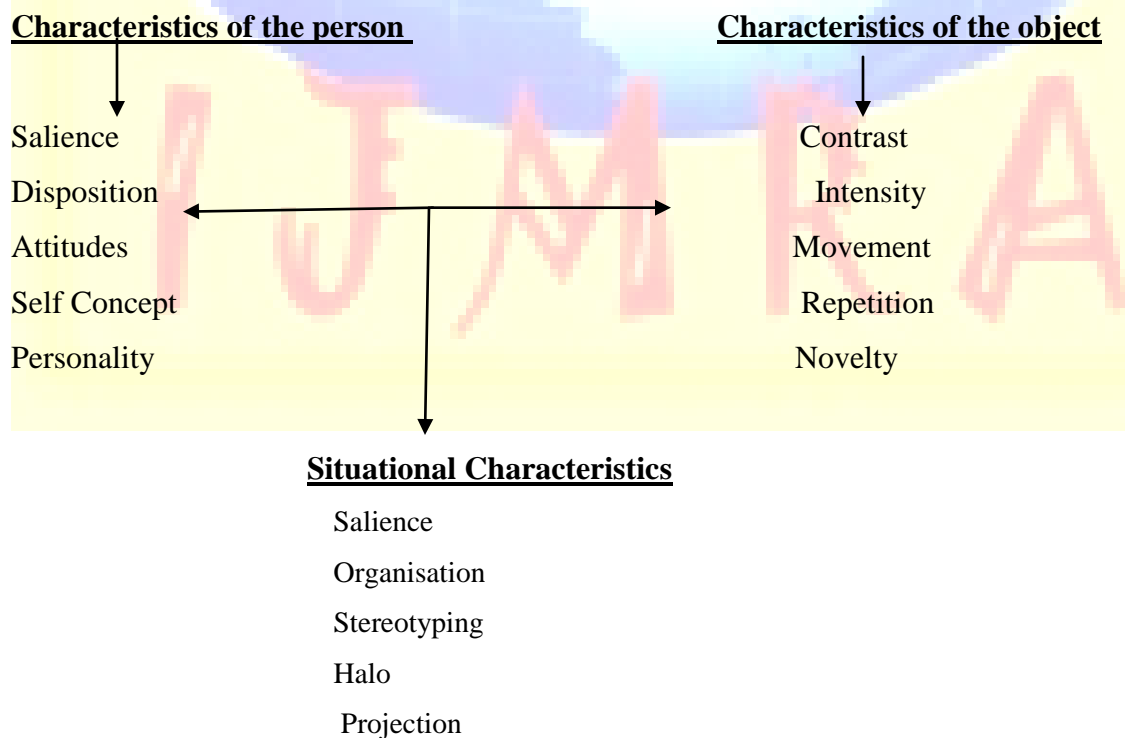 Characteristics of the person
Characteristics of the object
Salience
Disposition
Attitudes
Self Concept
Personality
Contrast
Intensity
Movement
Repetition
Novelty
IJMRA
Situational Characteristics
Salience
Organisation
Stereotyping
Halo
Projection